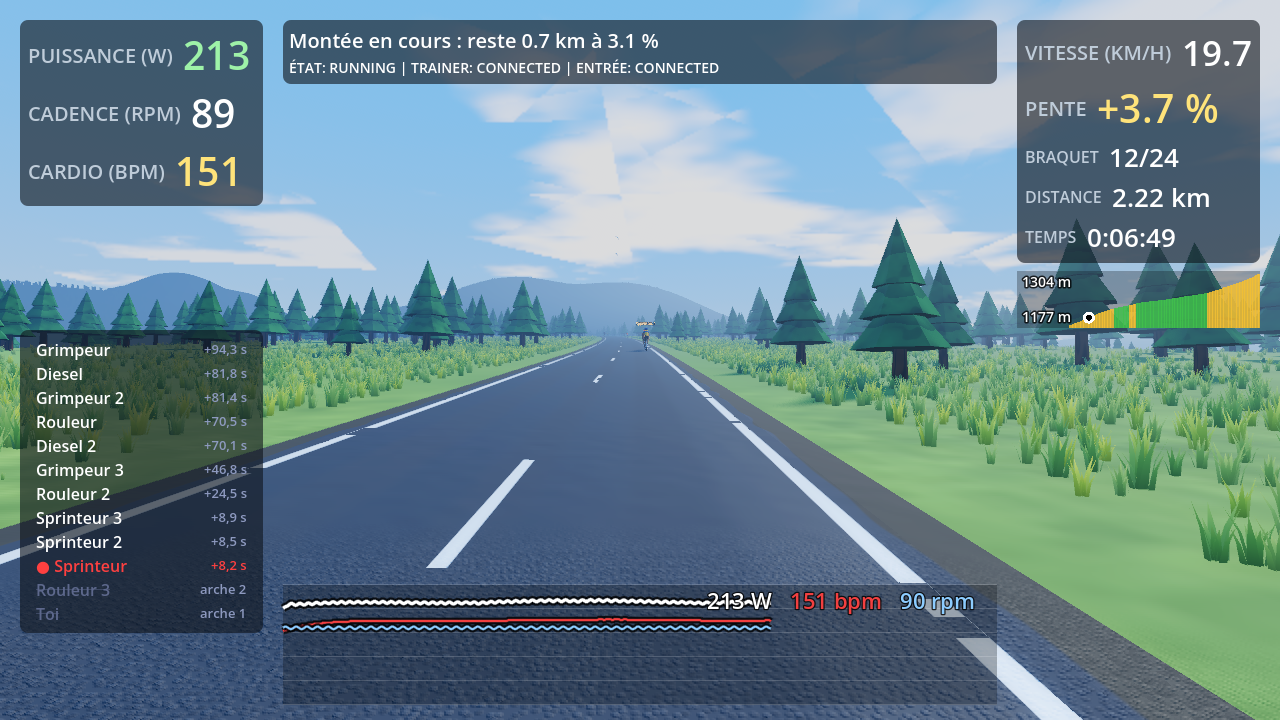 PUISSANCE (W) 213
CADENCE (RPM) 89
CARDIO (BPM) 151
Montée en cours : reste 0.7 km à 3.1 %
ÉTAT: RUNNING | TRAINER: CONNECTED | ENTRÉE: CONNECTED
VITESSE (KM/H) 19.7
PENTE +3.7 %
BRAQUET 12/24
DISTANCE 2.22 km
TEMPS 0:06:49
1304 m
1177 m
Grimpeur +94,3 s
Diesel +81,8 s
Grimpeur 2 +81,4 s
Rouleur +70,5 s
Diesel 2 +70,1 s
Grimpeur 3 +46,8 s
Rouleur 2 +24,5 s
Sprinteur 3 +8,9 s
Sprinteur 2 +8,5 s
Sprinteur +8,2 s
Rouleur 3 arche 2
Toi arche 1
213 W 151 bpm 90 rpm